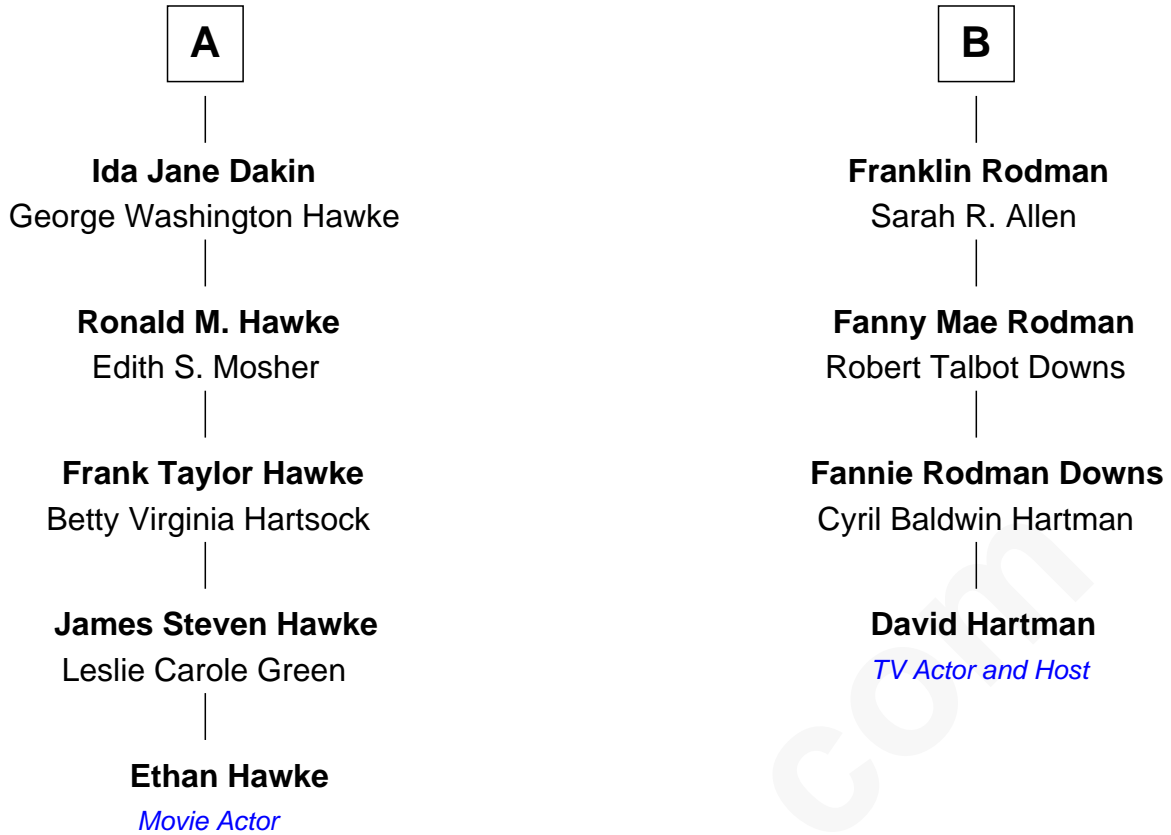 A
Ida Jane Dakin
George Washington Hawke
Ronald M. Hawke
Edith S. Mosher
Frank Taylor Hawke
Betty Virginia Hartsock
James Steven Hawke
Leslie Carole Green
Ethan Hawke
Movie Actor
B
Franklin Rodman
Sarah R. Allen
Fanny Mae Rodman
Robert Talbot Downs
Fannie Rodman Downs
Cyril Baldwin Hartman
David Hartman
TV Actor and Host
com